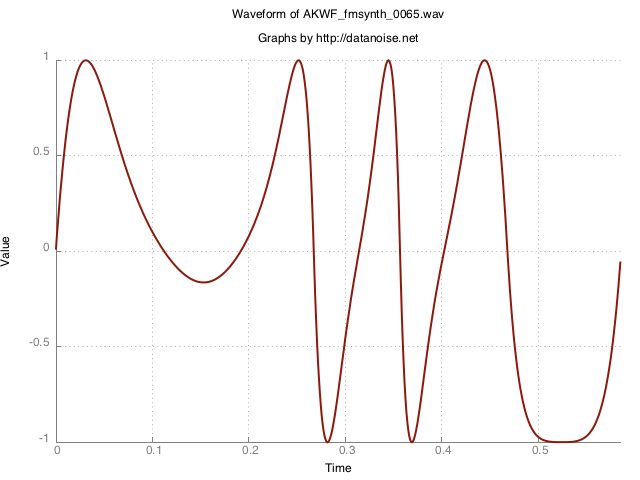 Waveform of AKWF_fmsynth_0065.wav
Graphs by http://datanoise.net
1
0.5
0
-0.5
-1
Value
0
0.1
0.2
0.3
0.4
0.5
Time